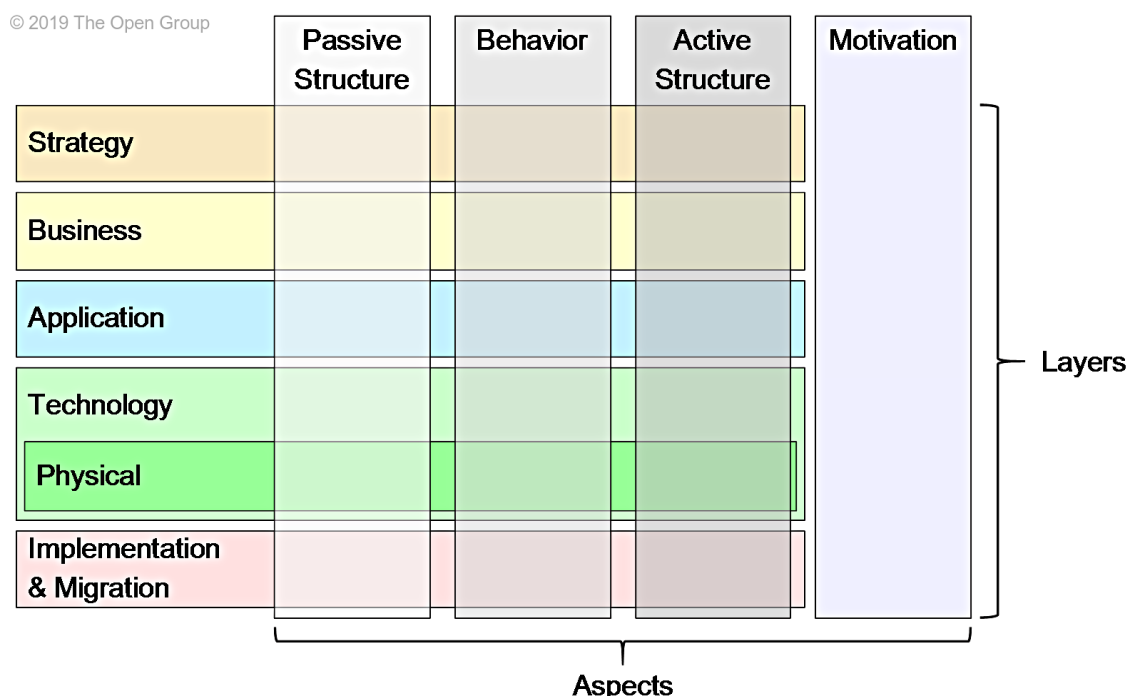 © 2019 The Open Group
Passive
Structure
Behavior
Active
Structure
Motivation
Strategy
Business
Application
Technology
Physical
Implementation
& Migration
Layers
Aspects